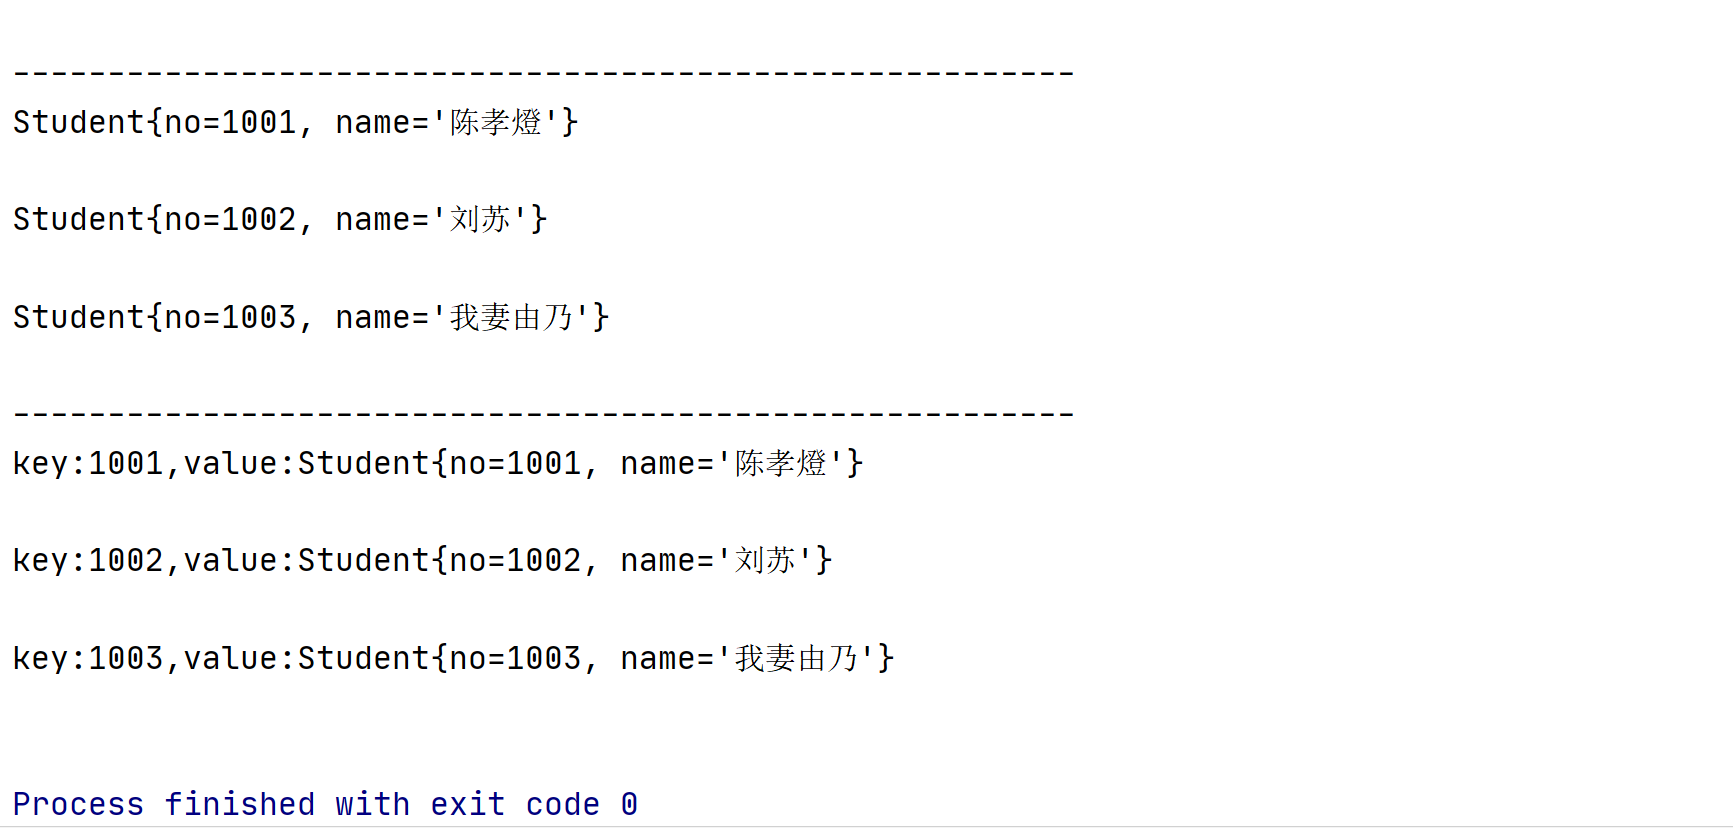 --------------------------------------------------------
Student{no=1001, name='陈孝燈'}
Student{no=1002, name='刘苏'}
Student{no=1003, name='我妻由乃'}
--------------------------------------------------------
key:1001,value:Student{no=1001, name='陈孝燈'}
key:1002,value:Student{no=1002, name='刘苏'}
key:1003,value:Student{no=1003, name='我妻由乃'}
Process finished with exit code 0